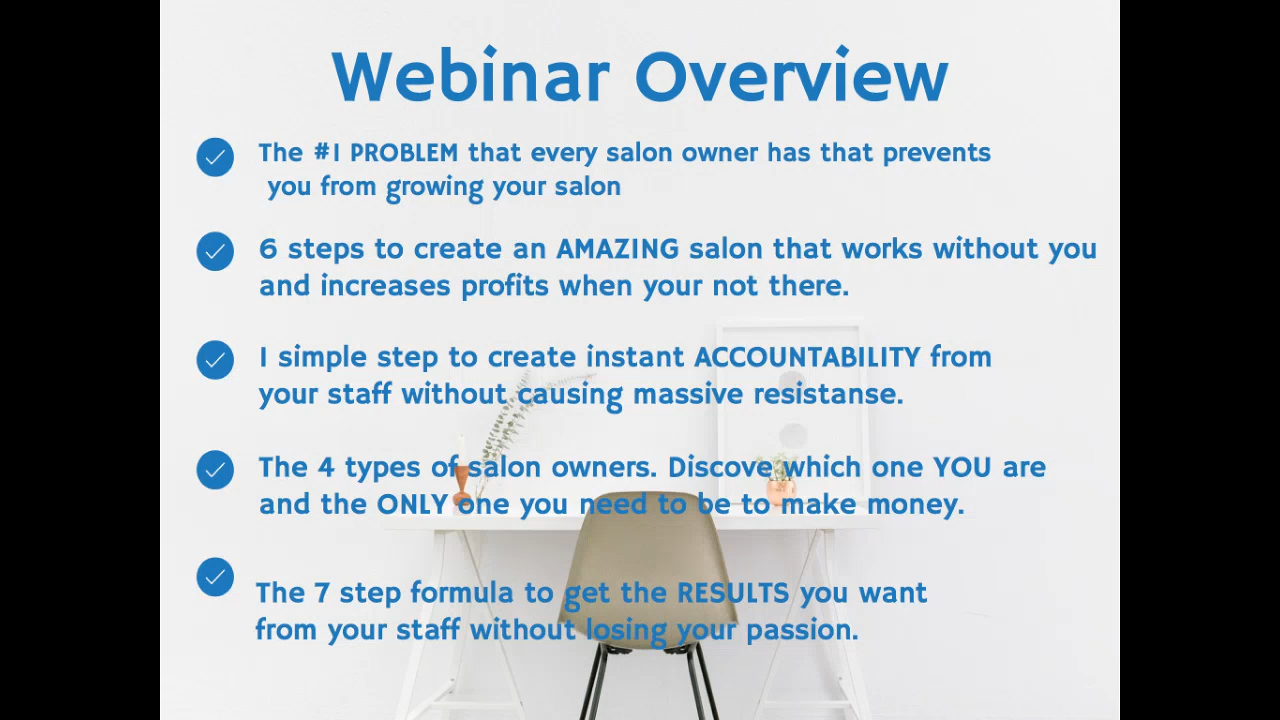 Webinar Overview
The #1 PROBLEM that every salon owner has that prevents
you from growing your salon
6 steps to create an AMAZING salon that works without you
and increases profits when your not there.
1 simple step to create instant ACCOUNTABILITY from
your staff without causing massive resistanse.
The 4 types of salon owners. Discove which one YOU are
and the ONLY one you need to be to make money.
The 7 step formula to get the RESULTS you want
from your staff without losing your passion.